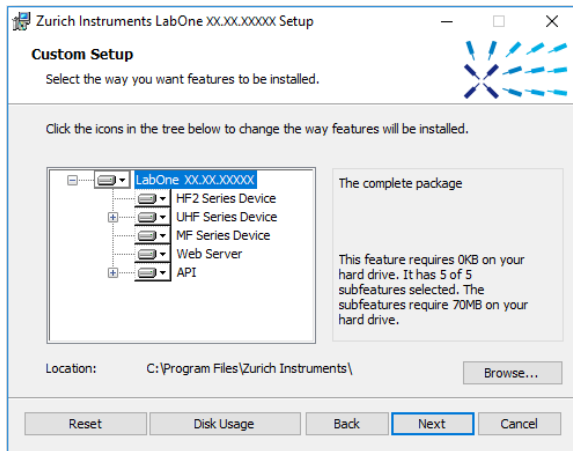 Zurich Instruments LabOne XX.XX.XXXXX Setup
Custom Setup
Select the way you want features to be installed.
Click the icons in the tree below to change the way features will be installed.
LabOne XX.XX.XXXXX
HF2 Series Device
UHF Series Device
MF Series Device
Web Server
API
The complete package
This feature requires 0KB on your
hard drive. It has 5 of 5
subfeatures selected. The
subfeatures require 70MB on your
hard drive.
Location: C:\Program Files\Zurich Instruments\
Browse...
Reset Disk Usage Back Next Cancel